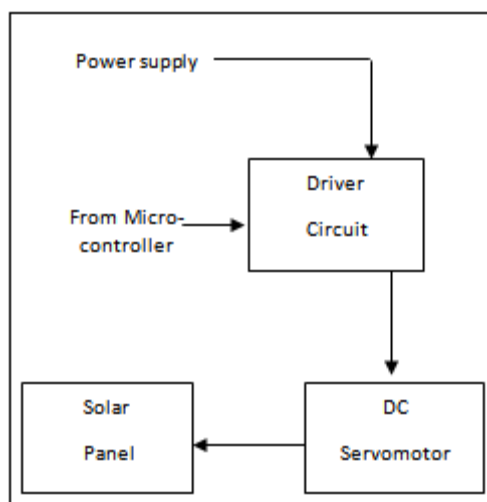 Power supply
Driver
Circuit
From Micro-
controller
Solar
Panel
DC
Servomotor